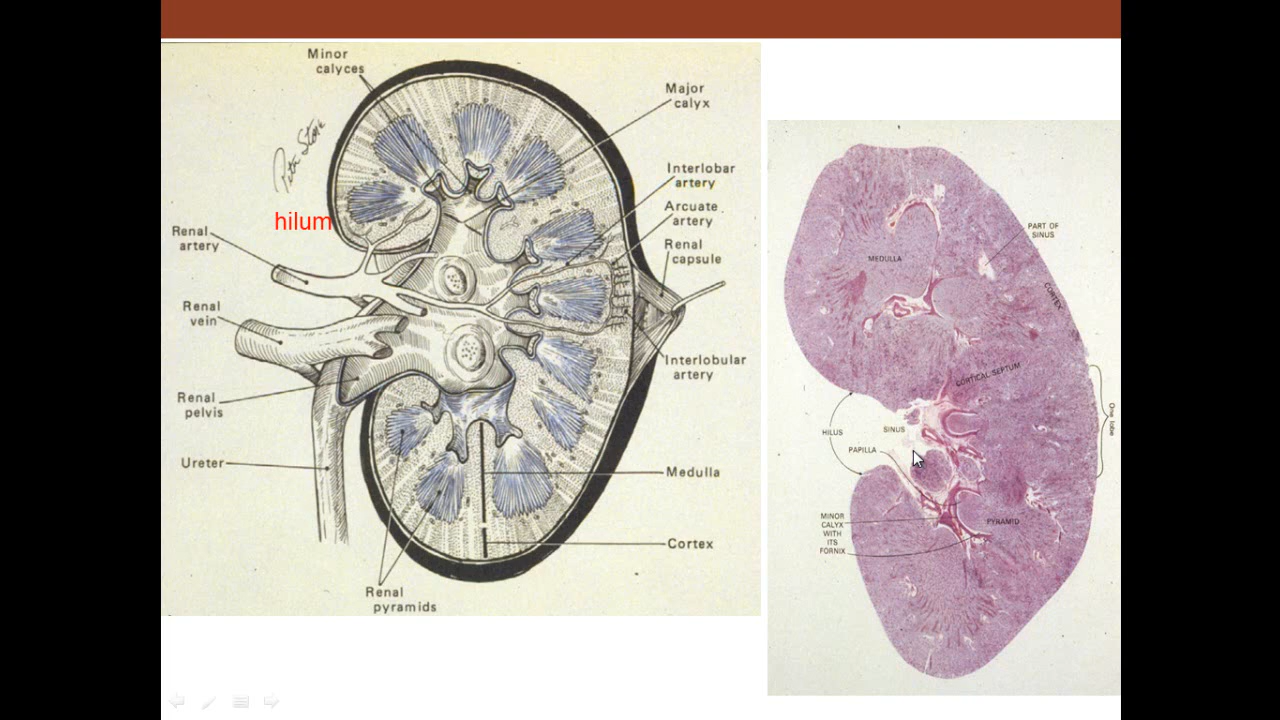 Minor
calyces
Major
calyx
Peter Stone
Interlobar
artery
Arcuate
artery
hilum
Renal
artery
Renal
capsule
Renal
vein
Interlobular
artery
Renal
pelvis
Ureter
Medulla
Cortex
Renal
pyramids
PART OF
SINUS
MEDULLA
CORTEX
CORTICAL SEPTUM
One lobe
HILUS
SINUS
PAPILLA
MINOR
CALYX
WITH
ITS
FORNIX
PYRAMID